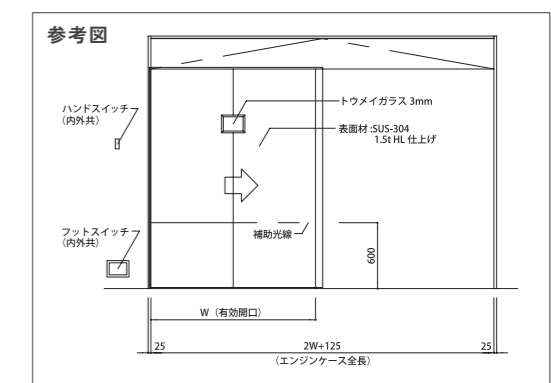 参考図
ハンドスイッチ
(内外共)
トウメイガラス 3mm
表面材 :SUS-304
1.5t HL 仕上げ
フットスイッチ
(内外共)
補助光線
600
W(有効開口)
25
2W+125
25
(エンジンケース全長)